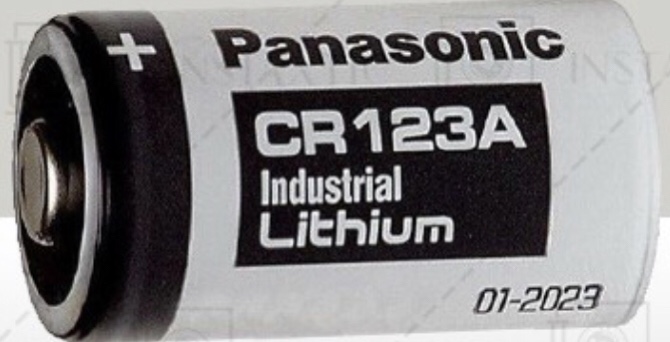 +
Panasonic
CR123A
Industrial
Lithium
01-2023